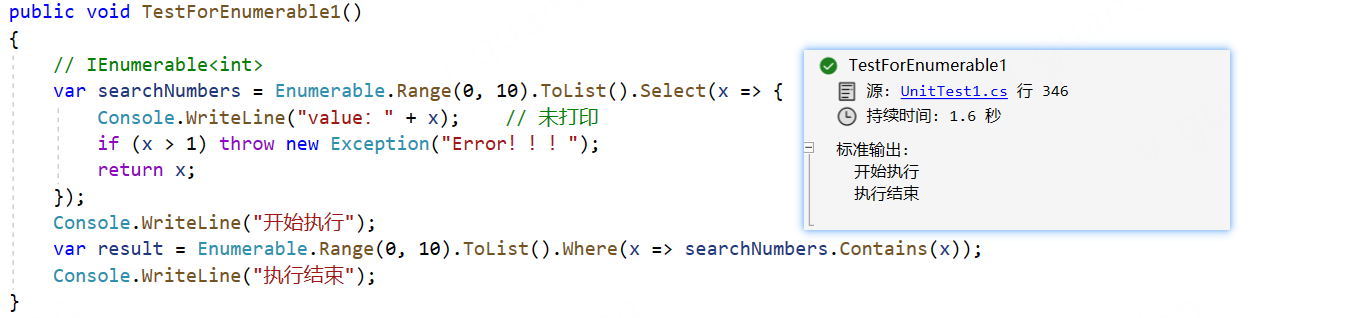 public void TestForEnumerable1()
{
    // IEnumerable<int>
    var searchNumbers = Enumerable.Range(0, 10).ToList().Select(x => {
        Console.WriteLine("value: " + x);    // 未打印
        if (x > 1) throw new Exception("Error！！！");
        return x;
    });
    Console.WriteLine("开始执行");
    var result = Enumerable.Range(0, 10).ToList().Where(x => searchNumbers.Contains(x));
    Console.WriteLine("执行结束");
}
TestForEnumerable1
源: UnitTest1.cs 行 346
持续时间: 1.6 秒
标准输出:
开始执行
执行结束